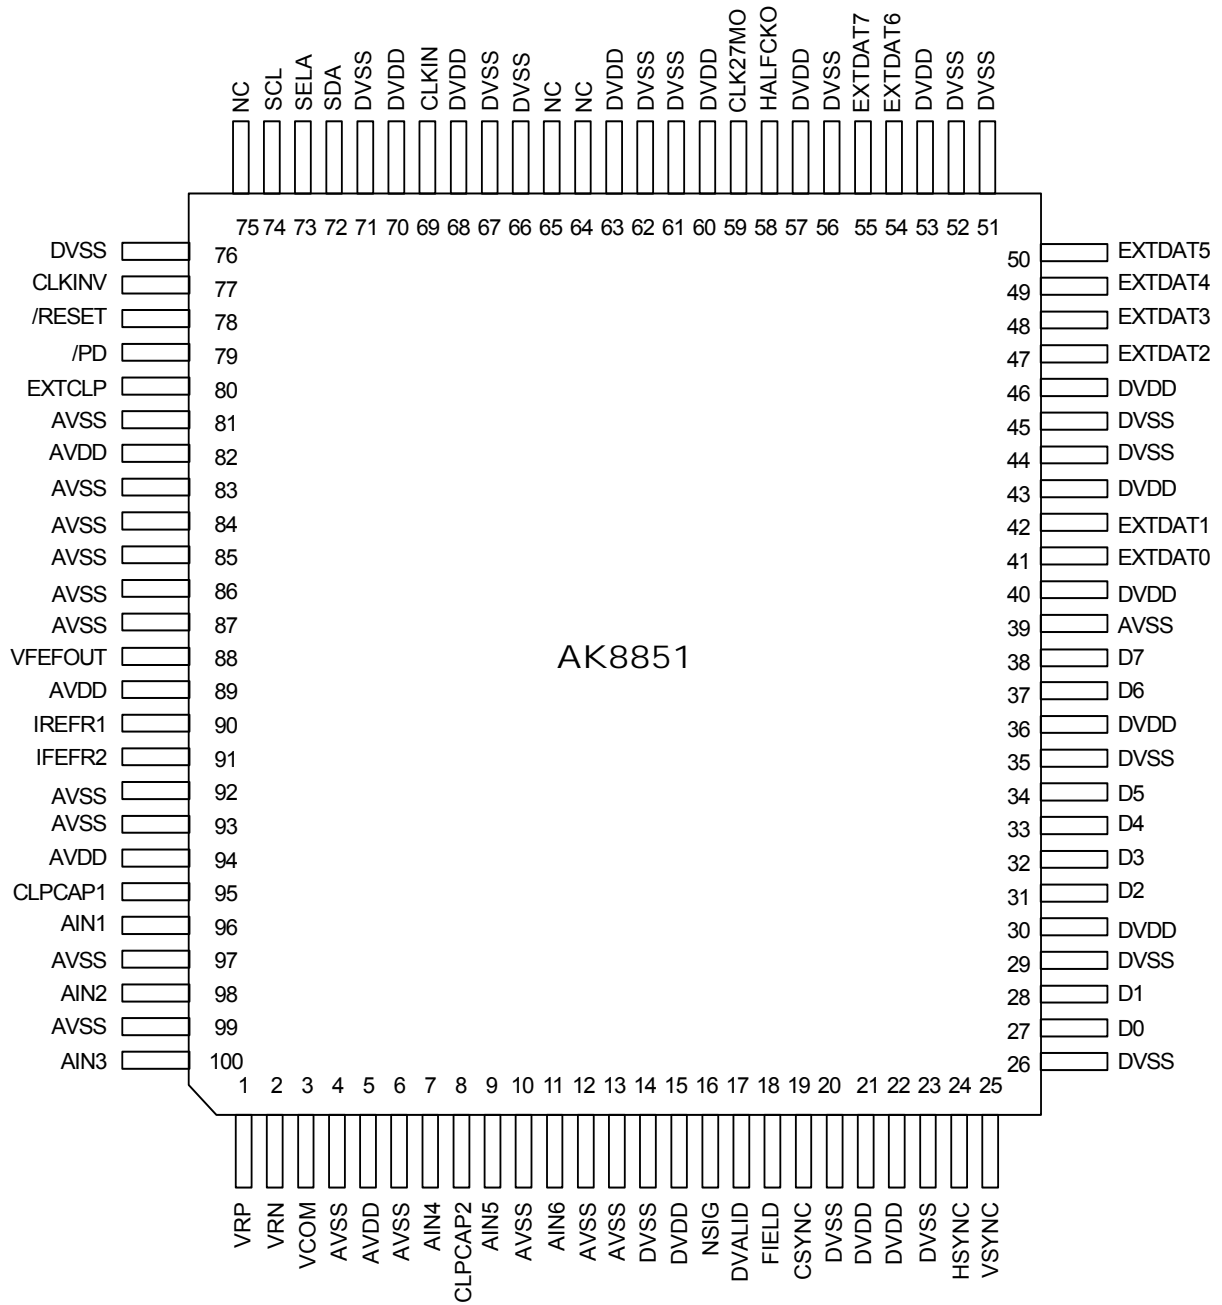 NC SCL SELA SDA DVSS DVDD CLKIN DVDD DVSS DVSS NC NC DVDD DVSS DVSS DVDD CLK27MO HALFCKO DVDD DVSS EXTDAT7 EXTDAT6 DVDD DVSS DVSS
75 74 73 72 71 70 69 68 67 66 65 64 63 62 61 60 59 58 57 56 55 54 53 52 51
DVSS 76 50 EXTDAT5
CLKINV 77 49 EXTDAT4
/RESET 78 48 EXTDAT3
/PD 79 47 EXTDAT2
EXTCLP 80 46 DVDD
AVSS 81 45 DVSS
AVDD 82 44 DVSS
AVSS 83 43 DVDD
AVSS 84 42 EXTDAT1
AVSS 85 41 EXTDAT0
AVSS 86 40 DVDD
AVSS 87 39 AVSS
VFEFOUT 88 AK8851 38 D7
AVDD 89 37 D6
IREFR1 90 36 DVDD
IFEFR2 91 35 DVSS
AVSS 92 34 D5
AVSS 93 33 D4
AVDD 94 32 D3
CLPCAP1 95 31 D2
AIN1 96 30 DVDD
AVSS 97 29 DVSS
AIN2 98 28 D1
AVSS 99 27 D0
AIN3 100 26 DVSS
1 2 3 4 5 6 7 8 9 10 11 12 13 14 15 16 17 18 19 20 21 22 23 24 25
VRP VRN VCOM AVSS AVDD AVSS AIN4 CLPCAP2 AIN5 AVSS AIN6 AVSS AVSS DVSS DVDD NSIG DVALID FIELD CSYNC DVSS DVDD DVDD DVSS HSYNC VSYNC